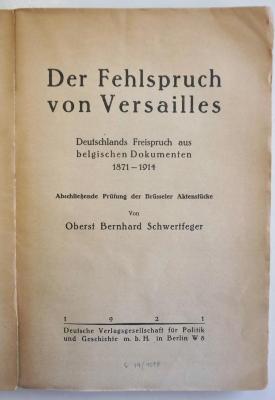 Der Fehlspruch
von Versailles
Deutschlands Freispruch aus
belgischen Dokumenten
1871—1914
Abschließende Prüfung der Brüsseler Aktenstücke
Von
Oberst Bernhard Schwertfeger
1921
Deutsche Verlagsgesellschaft für Politik
und Geschichte m. b. H. in Berlin W 8